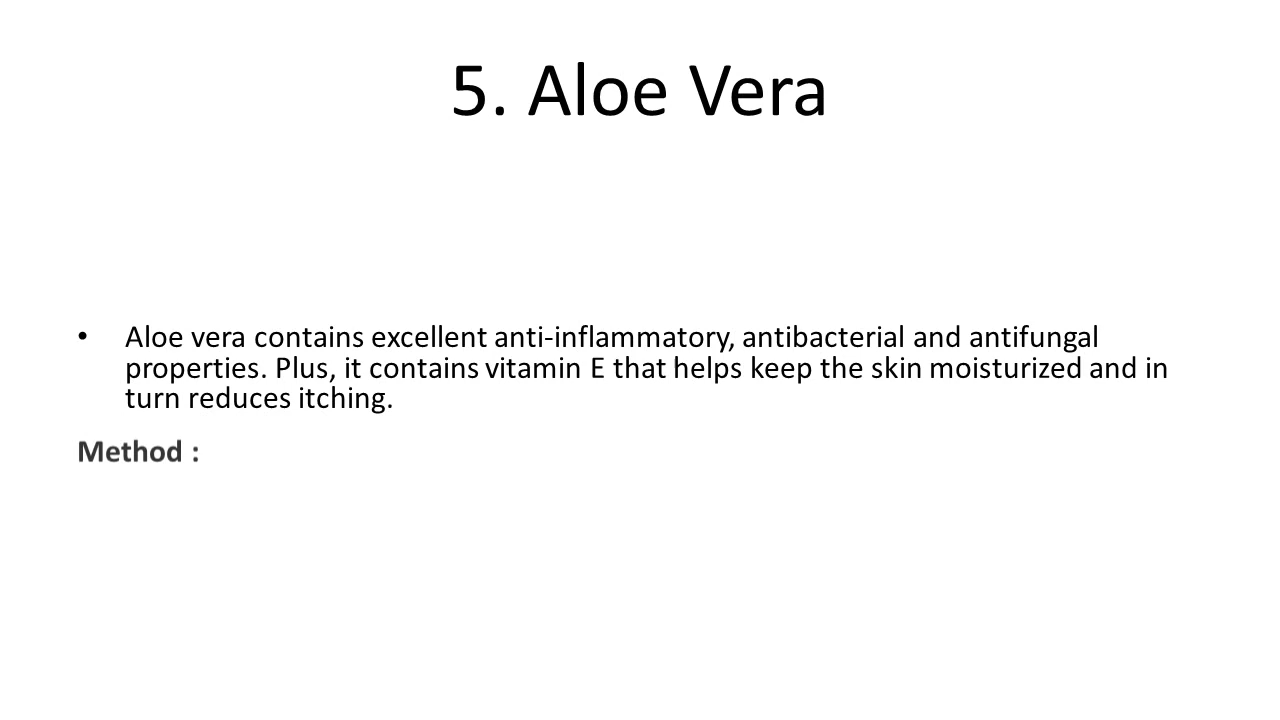 5. Aloe Vera
• Aloe vera contains excellent anti-inflammatory, antibacterial and antifungal
properties. Plus, it contains vitamin E that helps keep the skin moisturized and in
turn reduces itching.
Method :